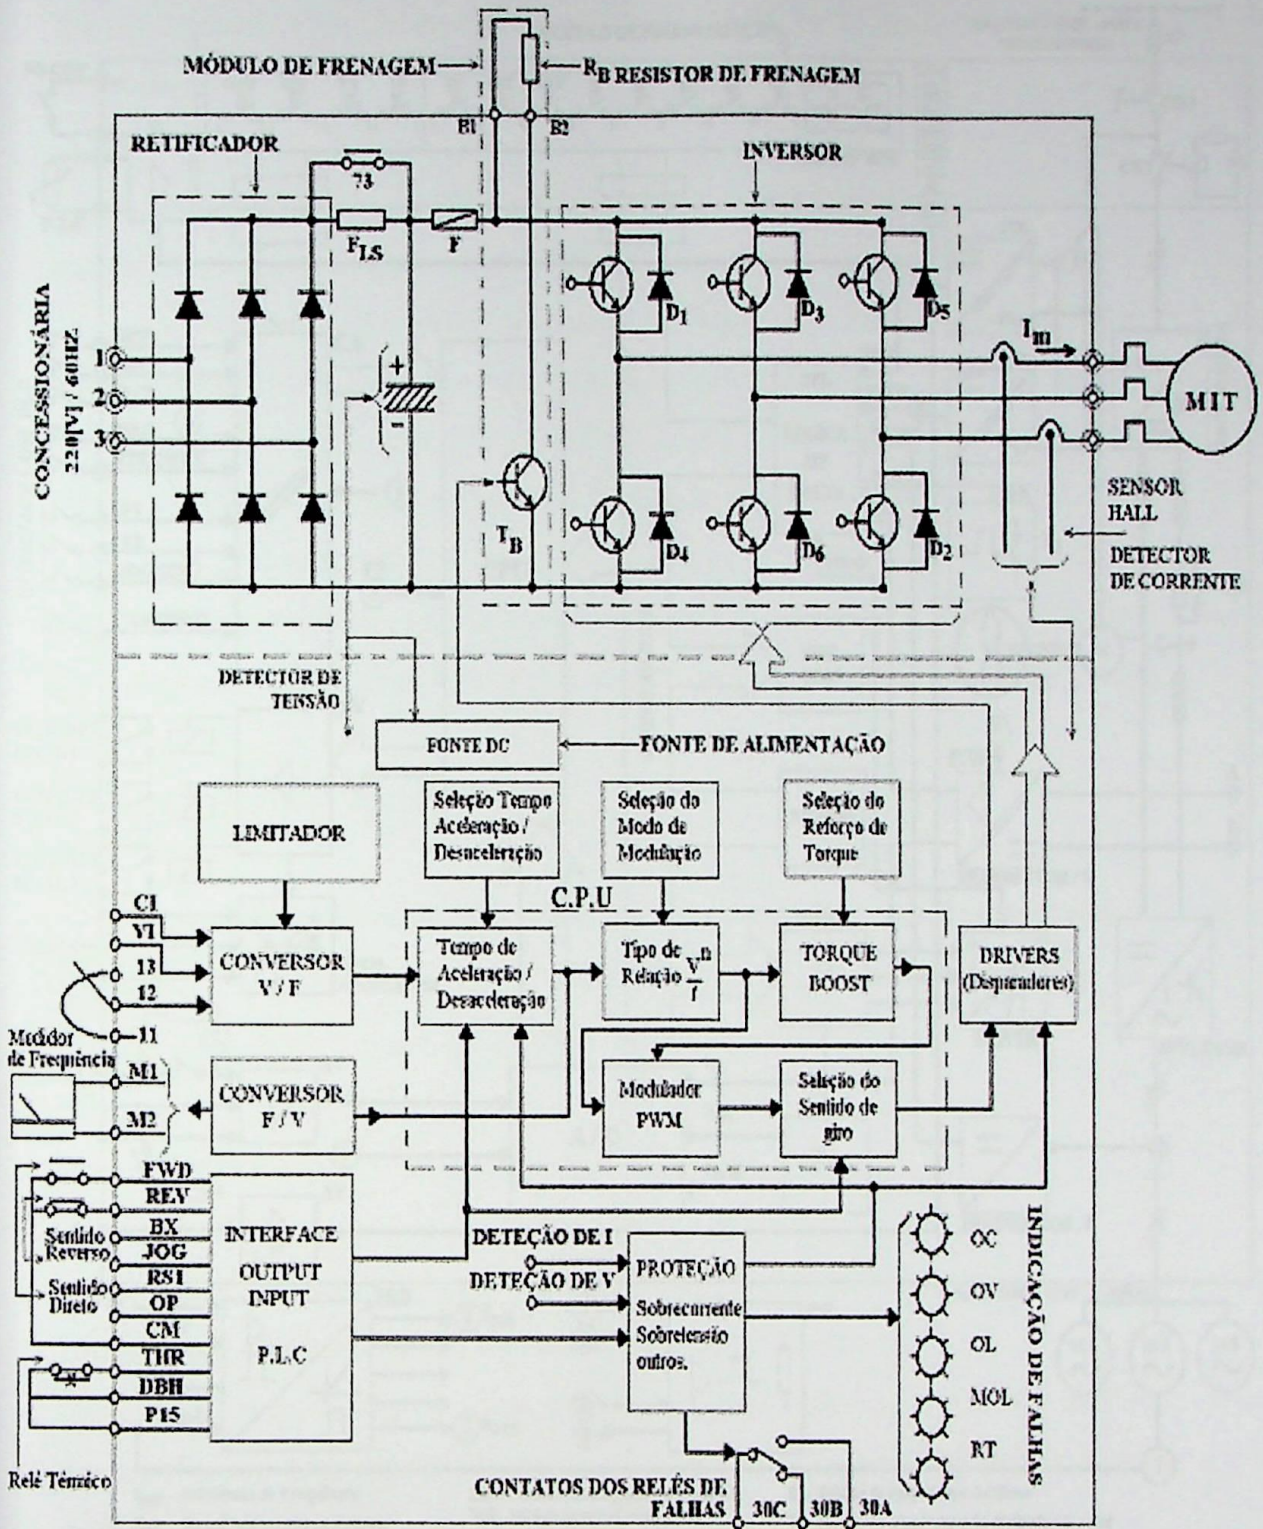 MÓDULO DE FRENAGEM
RB RESISTOR DE FRENAGEM
B1
B2
RETIFICADOR
INVERSOR
73
FLS
F
CONCESSIONÁRIA
220[V] / 60HZ
1
2
3
+
-
D1
D3
D5
Im
MIT
TB
D4
D6
D2
SENSOR
HALL
DETECTOR
DE CORRENTE
DETECTOR DE
TENSÃO
FONTE DC
FONTE DE ALIMENTAÇÃO
LIMITADOR
Seleção Tempo
Aceleração /
Desaceleração
Seleção do
Modo de
Modulação
Seleção do
Reforço de
Torque
C.P.U
C1
V1
13
12
11
CONVERSOR
V / F
Tempo de
Aceleração /
Desaceleração
Tipo de
Relação V^n
f
TORQUE
BOOST
DRIVERS
(Disparadores)
Medidor
de Frequência
M1
M2
CONVERSOR
F / V
Modulador
PWM
Seleção do
Sentido de
giro
FWD
REV
BX
JOG
RST
OP
CM
THR
DBH
P15
Sentido
Reverso
Sentido
Direto
Relé Térmico
INTERFACE
OUTPUT
INPUT
P.L.C
DETEÇÃO DE I
DETEÇÃO DE V
PROTEÇÃO
Sobrecorrente
Sobretensão
outros.
OC
OV
OL
MOL
RT
INDICAÇÃO DE FALHAS
CONTATOS DOS RELÉS DE
FALHAS
30C
30B
30A